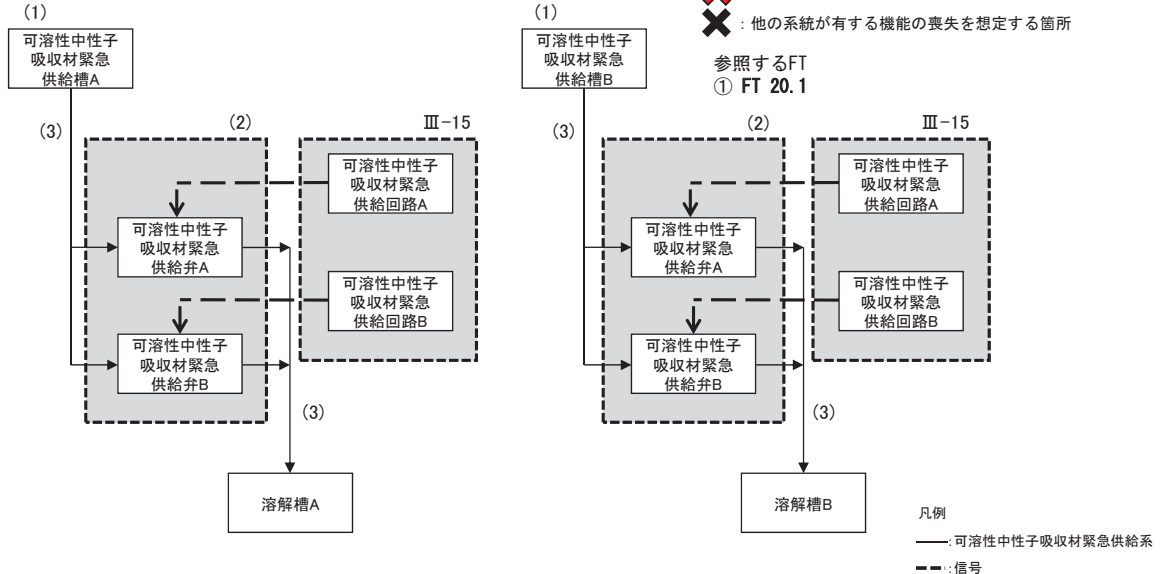 (1)
可溶性中性子
吸収材緊急
供給槽A
(3)
(2)
Ⅲ-15
可溶性中性子
吸収材緊急
供給回路A
可溶性中性子
吸収材緊急
供給弁A
可溶性中性子
吸収材緊急
供給回路B
可溶性中性子
吸収材緊急
供給弁B
(3)
溶解槽A
(1)
可溶性中性子
吸収材緊急
供給槽B
(3)
(2)
Ⅲ-15
可溶性中性子
吸収材緊急
供給回路A
可溶性中性子
吸収材緊急
供給弁A
可溶性中性子
吸収材緊急
供給回路B
可溶性中性子
吸収材緊急
供給弁B
(3)
溶解槽B
：他の系統が有する機能の喪失を想定する箇所
参照するFT
① FT 20.1
凡例
:可溶性中性子吸収材緊急供給系
:信号